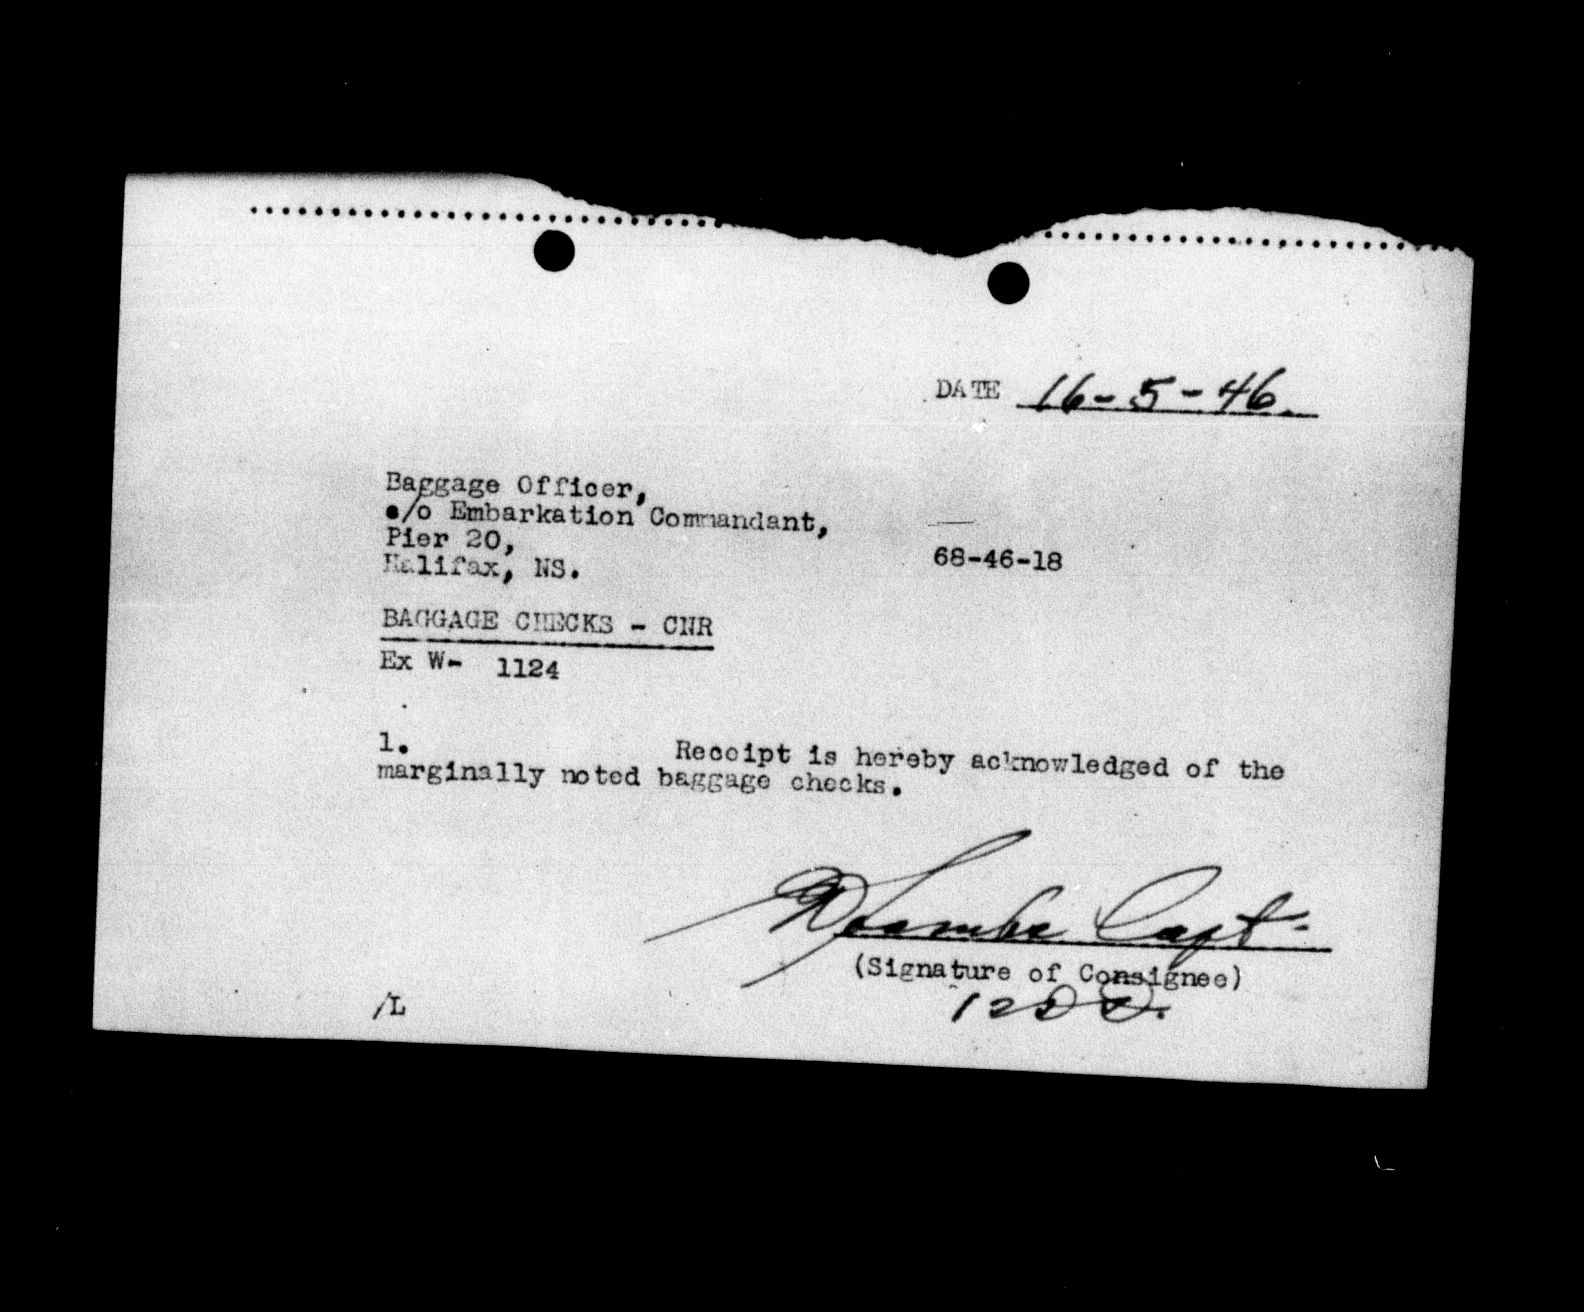 DATE 16-5-46.
Baggage Officer,
c/o Embarkation Commandant,
Pier 20,
Halifax, NS.
68-46-18
BAGGAGE CHECKS - CNR
Ex W- 1124
1. Receipt is hereby acknowledged of the
marginally noted baggage checks.
Capt.
(Signature of Consignee)
12DD.
/L